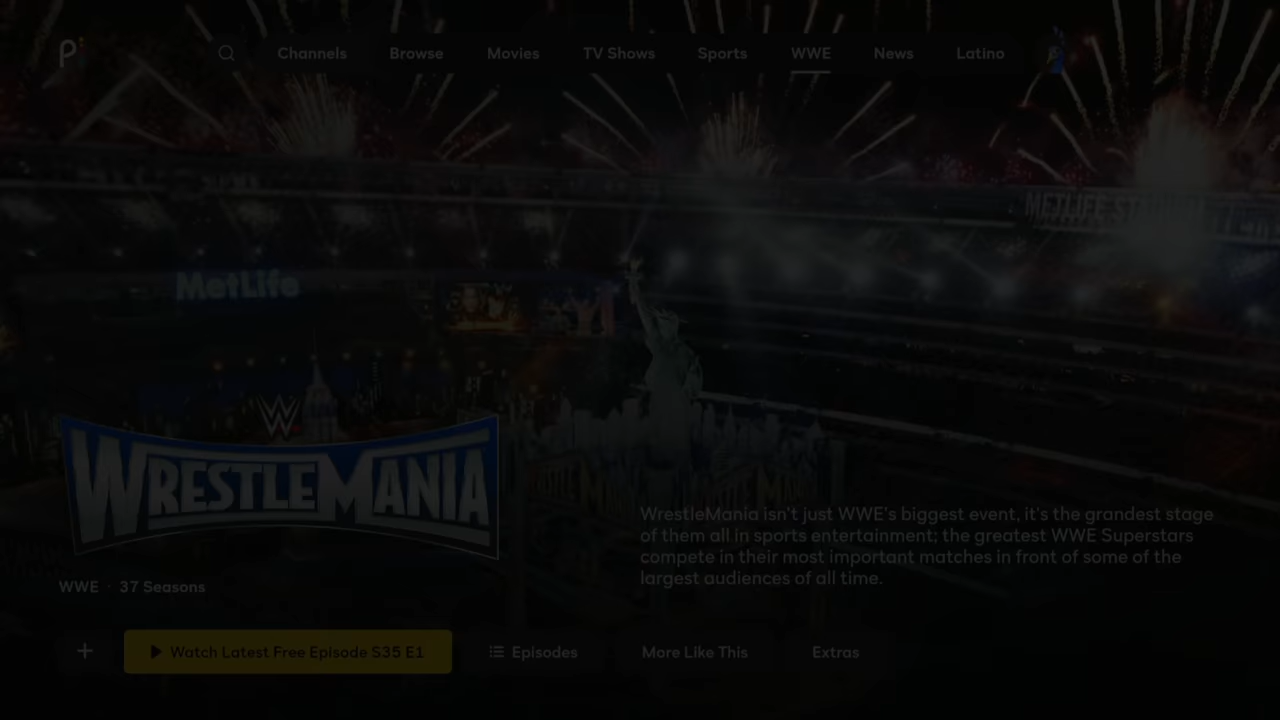 p
Channels Browse Movies TV Shows Sports WWE News Latino
METLIFE STADIUM
MetLife
W
WRESTLEMANIA
WrestleMania isn't just WWE's biggest event, it's the grandest stage
of them all in sports entertainment; the greatest WWE Superstars
compete in their most important matches in front of some of the
largest audiences of all time.
WWE · 37 Seasons
+ Watch Latest Free Episode S35 E1 Episodes More Like This Extras